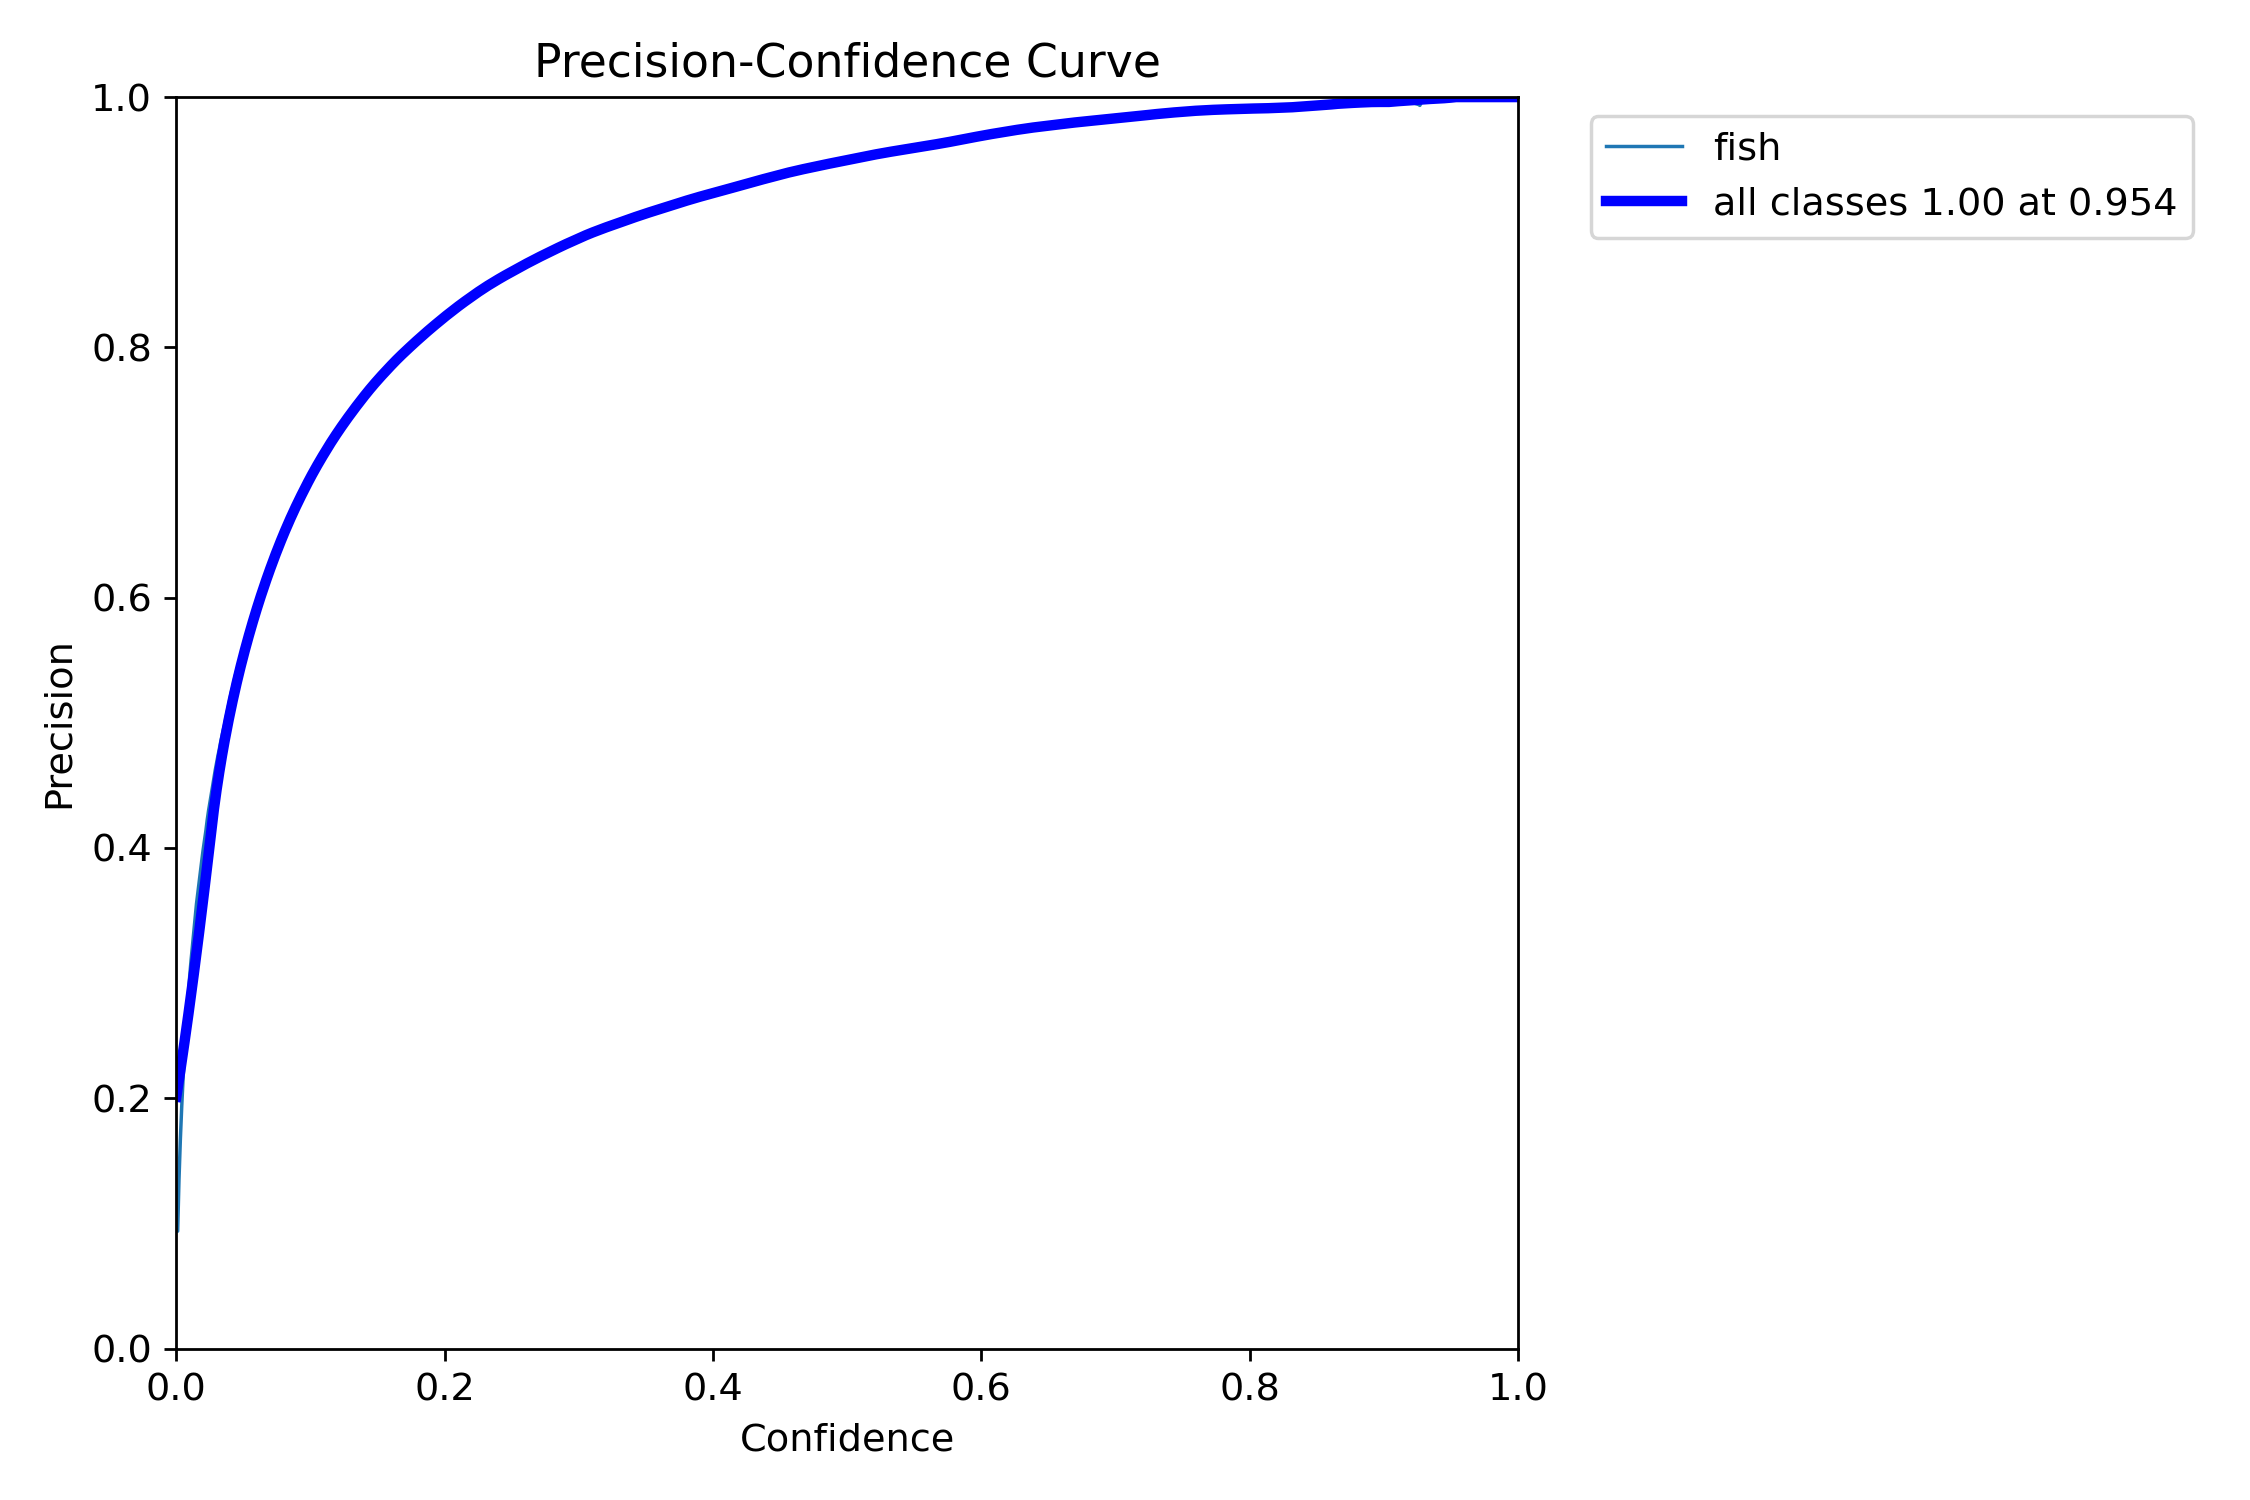 Precision-Confidence Curve
1.0
0.8
0.6
0.4
0.2
0.0
Precision
0.0 0.2 0.4 0.6 0.8 1.0
Confidence
fish
all classes 1.00 at 0.954